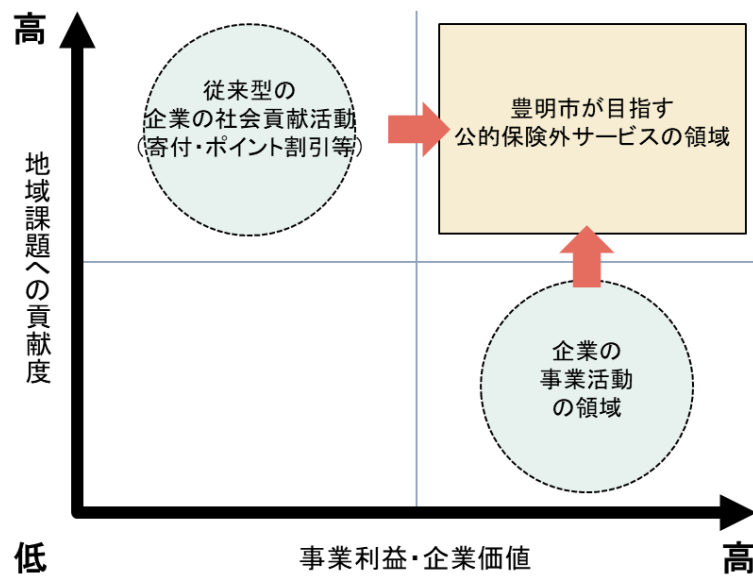 高
従来型の
企業の社会貢献活動
(寄付・ポイント割引等)
豊明市が目指す
公的保険外サービスの領域
地域課題への貢献度
企業の
事業活動
の領域
低
事業利益・企業価値
高